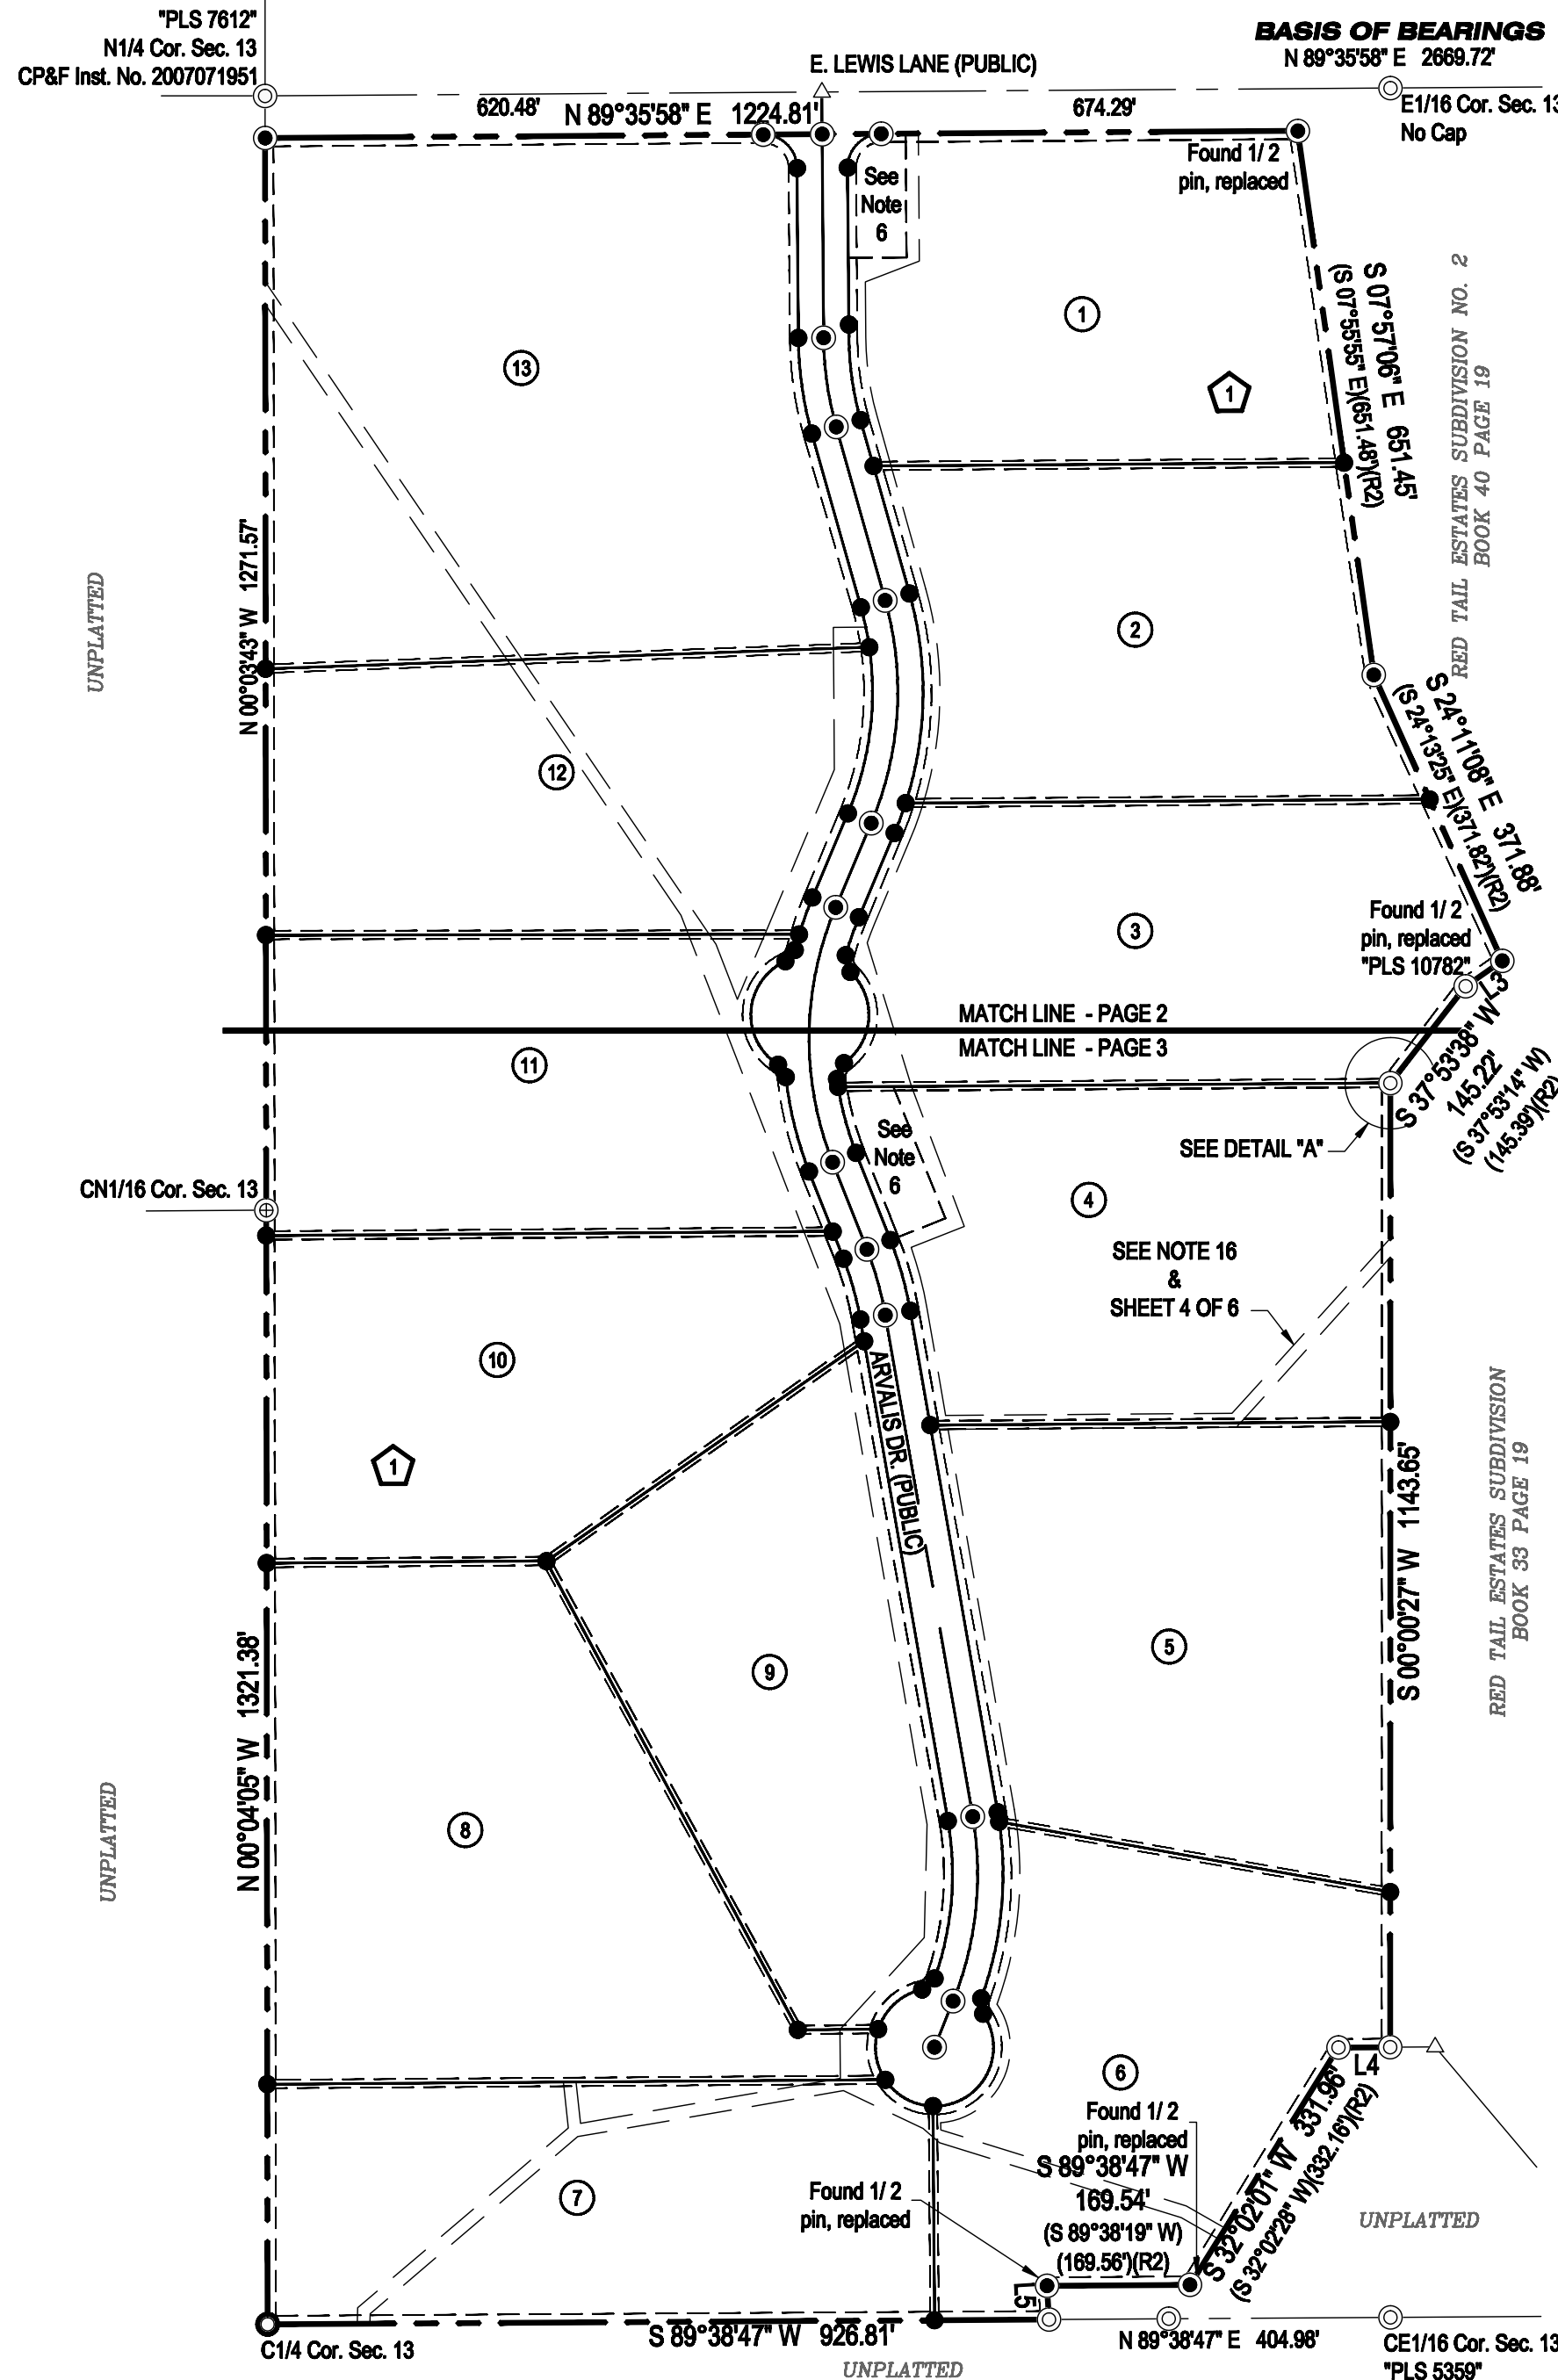 "PLS 7612"
N1/4 Cor. Sec. 13
CP&F Inst. No. 2007071951
BASIS OF BEARINGS
N 89°35'58" E 2669.72'
E. LEWIS LANE (PUBLIC)
620.48'
N 89°35'58" E 1224.81'
674.29'
E1/16 Cor. Sec. 13
No Cap
Found 1/2
pin, replaced
See
Note
6
1
13
1
S 07°57'06" E 651.45'
(S 07°55'55" E)(651.48')(R2)
RED TAIL ESTATES SUBDIVISION NO. 2
BOOK 40 PAGE 19
N 00°03'43" W 1271.57'
UNPLATTED
2
12
S 24°11'08" E 371.88'
(S 24°13'25" E)(371.82')(R2)
3
Found 1/2
pin, replaced
"PLS 10782"
L3
MATCH LINE - PAGE 2
MATCH LINE - PAGE 3
11
S 37°53'38" W
145.22'
(S 37°53'14" W)
(145.39')(R2)
SEE DETAIL "A"
See
Note
6
CN1/16 Cor. Sec. 13
4
SEE NOTE 16
&
SHEET 4 OF 6
10
ARVALIS DR. (PUBLIC)
1
S 00°00'27" W 1143.65'
RED TAIL ESTATES SUBDIVISION
BOOK 33 PAGE 19
5
9
N 00°04'05" W 1321.38'
UNPLATTED
8
L4
6
Found 1/2
pin, replaced
S 89°38'47" W
169.54'
(S 89°38'19" W)
(169.56')(R2)
S 32°02'01" W 331.96'
(S 32°02'28" W)(332.16')(R2)
7
Found 1/2
pin, replaced
UNPLATTED
L5
C1/4 Cor. Sec. 13
S 89°38'47" W 926.81'
N 89°38'47" E 404.98'
CE1/16 Cor. Sec. 13
"PLS 5359"
UNPLATTED